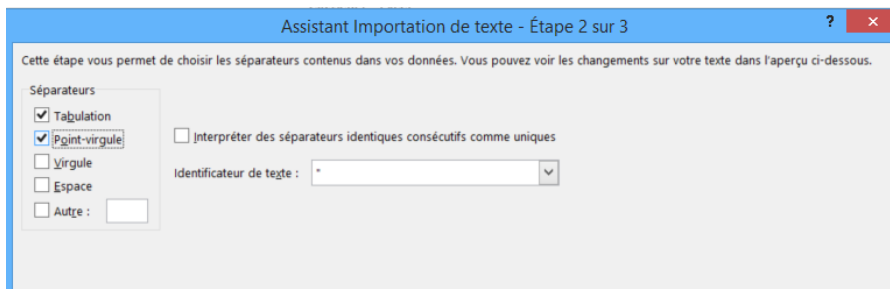 Assistant Importation de texte - Étape 2 sur 3
?
×
Cette étape vous permet de choisir les séparateurs contenus dans vos données. Vous pouvez voir les changements sur votre texte dans l'aperçu ci-dessous.
Séparateurs
Tabulation
Point-virgule
Virgule
Espace
Autre :
Interpréter des séparateurs identiques consécutifs comme uniques
Identificateur de texte : "